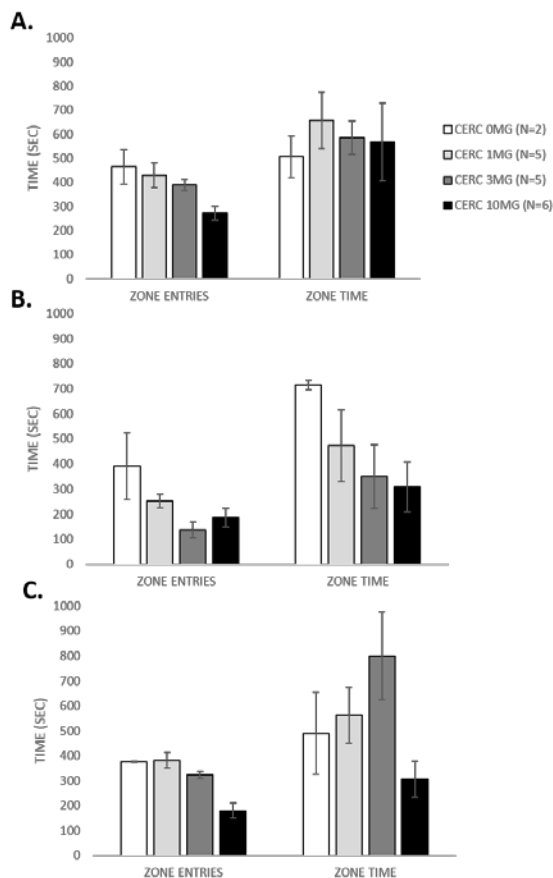 A.
1000
900
800
700
600
500
400
300
200
100
0
TIME (SEC)
ZONE ENTRIES
ZONE TIME
CERC 0MG (N=2)
CERC 1MG (N=5)
CERC 3MG (N=5)
CERC 10MG (N=6)
B.
1000
900
800
700
600
500
400
300
200
100
0
TIME (SEC)
ZONE ENTRIES
ZONE TIME
C.
1000
900
800
700
600
500
400
300
200
100
0
TIME (SEC)
ZONE ENTRIES
ZONE TIME